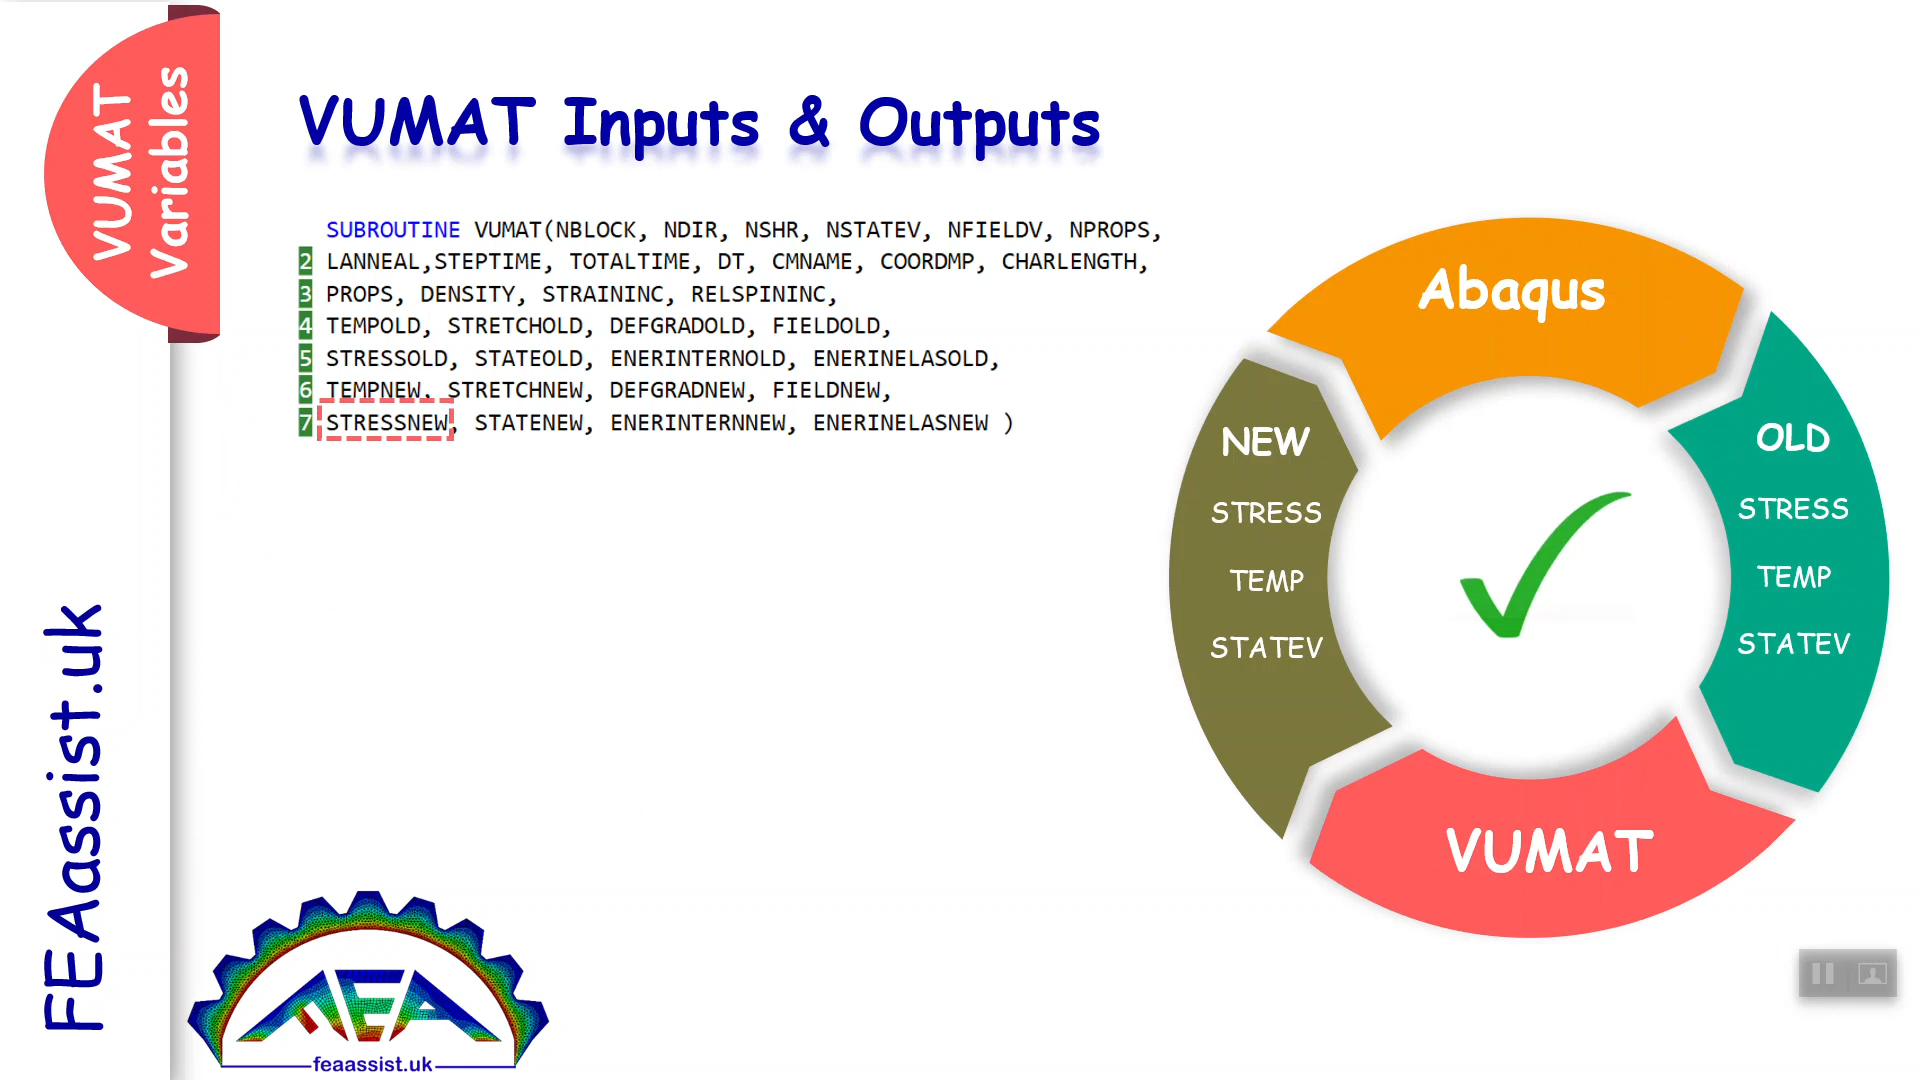 VUMAT
Variables
VUMAT Inputs & Outputs
SUBROUTINE VUMAT(NBLOCK, NDIR, NSHR, NSTATEV, NFIELDV, NPROPS,
2 LANNEAL,STEPTIME, TOTALTIME, DT, CMNAME, COORDMP, CHARLENGTH,
3 PROPS, DENSITY, STRAININC, RELSPININC,
4 TEMPOLD, STRETCHOLD, DEFGRADOLD, FIELDOLD,
5 STRESSOLD, STATEOLD, ENERINTERNOLD, ENERINELASOLD,
6 TEMPNEW, STRETCHNEW, DEFGRADNEW, FIELDNEW,
7 STRESSNEW, STATENEW, ENERINTERNNEW, ENERINELASNEW )
Abaqus
OLD
STRESS
TEMP
STATEV
VUMAT
NEW
STRESS
TEMP
STATEV
FEAassist.uk
FEA
feaassist.uk